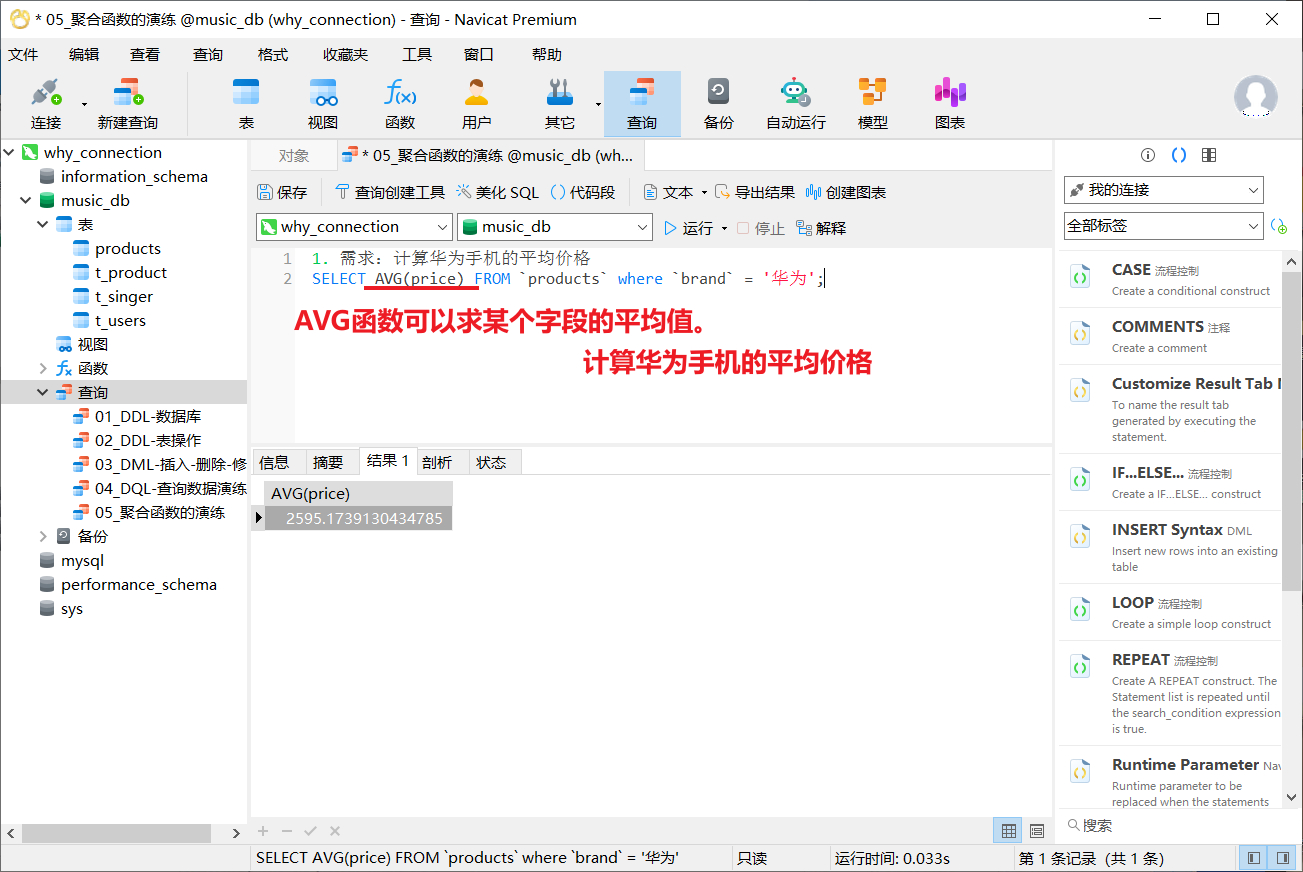 * 05_聚合函数的演练 @music_db (why_connection) - 查询 - Navicat Premium
文件 编辑 查看 查询 格式 收藏夹 工具 窗口 帮助
连接 新建查询 表 视图 函数 用户 其它 查询 备份 自动运行 模型 图表
why_connection
information_schema
music_db
表
products
t_product
t_singer
t_users
视图
函数
查询
01_DDL-数据库
02_DDL-表操作
03_DML-插入-删除-修
04_DQL-查询数据演练
05_聚合函数的演练
备份
mysql
performance_schema
sys
对象 * 05_聚合函数的演练 @music_db (wh...
保存 查询创建工具 美化 SQL () 代码段 文本 导出结果 创建图表
why_connection music_db 运行 停止 解释
1 1. 需求：计算华为手机的平均价格
2 SELECT AVG(price) FROM `products` where `brand` = '华为';
AVG函数可以求某个字段的平均值。
计算华为手机的平均价格
信息 摘要 结果 1 剖析 状态
AVG(price)
2595.1739130434785
我的连接
全部标签
CASE 流程控制
Create a conditional construct
COMMENTS 注释
Create a comment
Customize Result Tab
To name the result tab
generated by executing the
statement.
IF...ELSE... 流程控制
Create a IF...ELSE... construct
INSERT Syntax DML
Insert new rows into an existing
table
LOOP 流程控制
Create a simple loop construct
REPEAT 流程控制
Create A REPEAT construct. The
Statement list is repeated until
the search_condition expression
is true.
Runtime Parameter Nav
Runtime parameter to be
replaced when the statements
搜索
SELECT AVG(price) FROM `products` where `brand` = '华为' 只读 运行时间: 0.033s 第 1 条记录 (共 1 条)